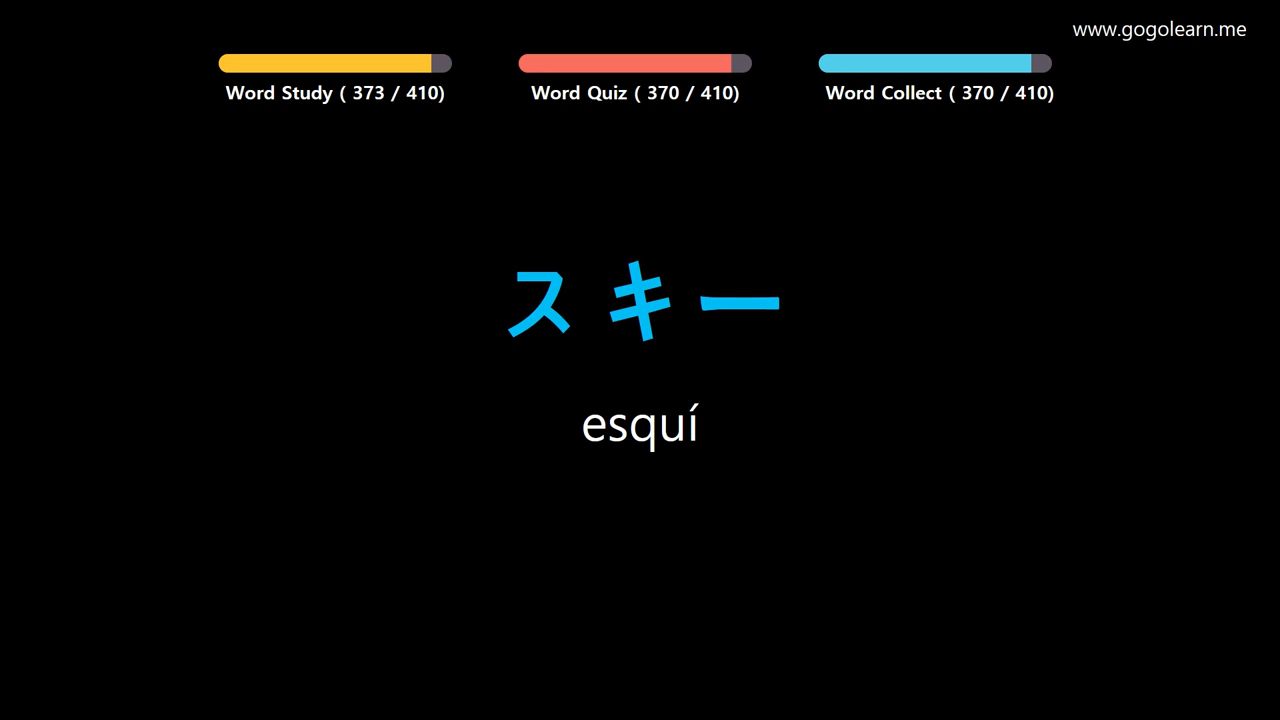 www.gogolearn.me
Word Study ( 373 / 410)
Word Quiz ( 370 / 410)
Word Collect ( 370 / 410)
スキー
esquí